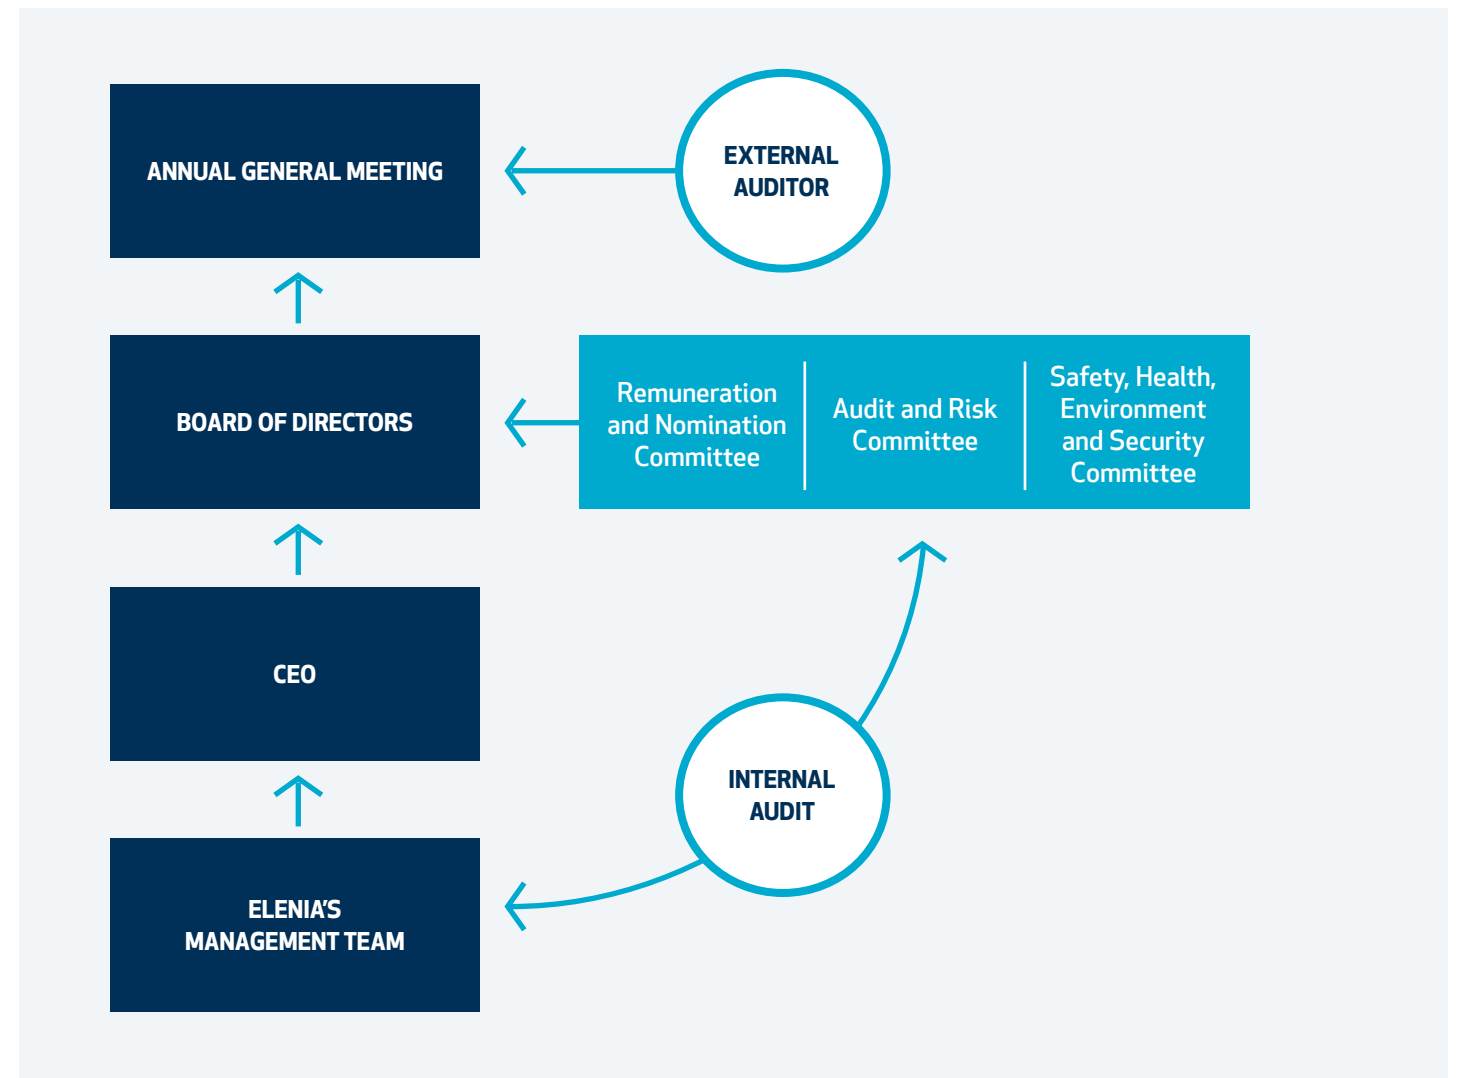 ANNUAL GENERAL MEETING
EXTERNAL
AUDITOR
BOARD OF DIRECTORS
Remuneration
and Nomination
Committee
Audit and Risk
Committee
Safety, Health,
Environment
and Security
Committee
CEO
INTERNAL
AUDIT
ELENIA'S
MANAGEMENT TEAM